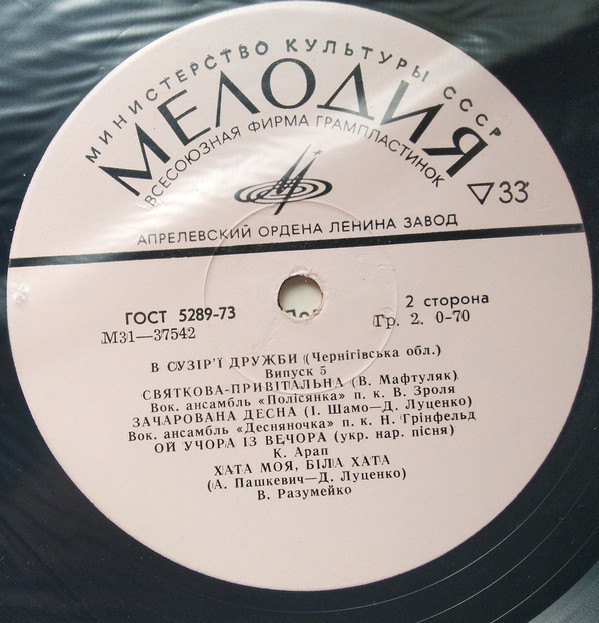 МИНИСТЕРСТВО КУЛЬТУРЫ СССР
МЕЛОДИЯ
ВСЕСОЮЗНАЯ ФИРМА ГРАМПЛАСТИНОК
33
АПРЕЛЕВСКИЙ ОРДЕНА ЛЕНИНА ЗАВОД
ГОСТ 5289-73
2 сторона
М31—37542
Гр. 2. 0-70
В СУЗІР'Ї ДРУЖБИ (Чернігівська обл.)
Випуск 5
СВЯТКОВА-ПРИВІТАЛЬНА (В. Мафтуляк)
Вок. ансамбль «Полісянка» п. к. В. Зроля
ЗАЧАРОВАНА ДЕСНА (І. Шамо—Д. Луценко)
Вок. ансамбль «Десняночка» п. к. Н. Грінфельд
ОЙ УЧОРА ІЗ ВЕЧОРА (укр. нар. пісня)
К. Арап
ХАТА МОЯ, БІЛА ХАТА
(А. Пашкевич—Д. Луценко)
В. Разумейко